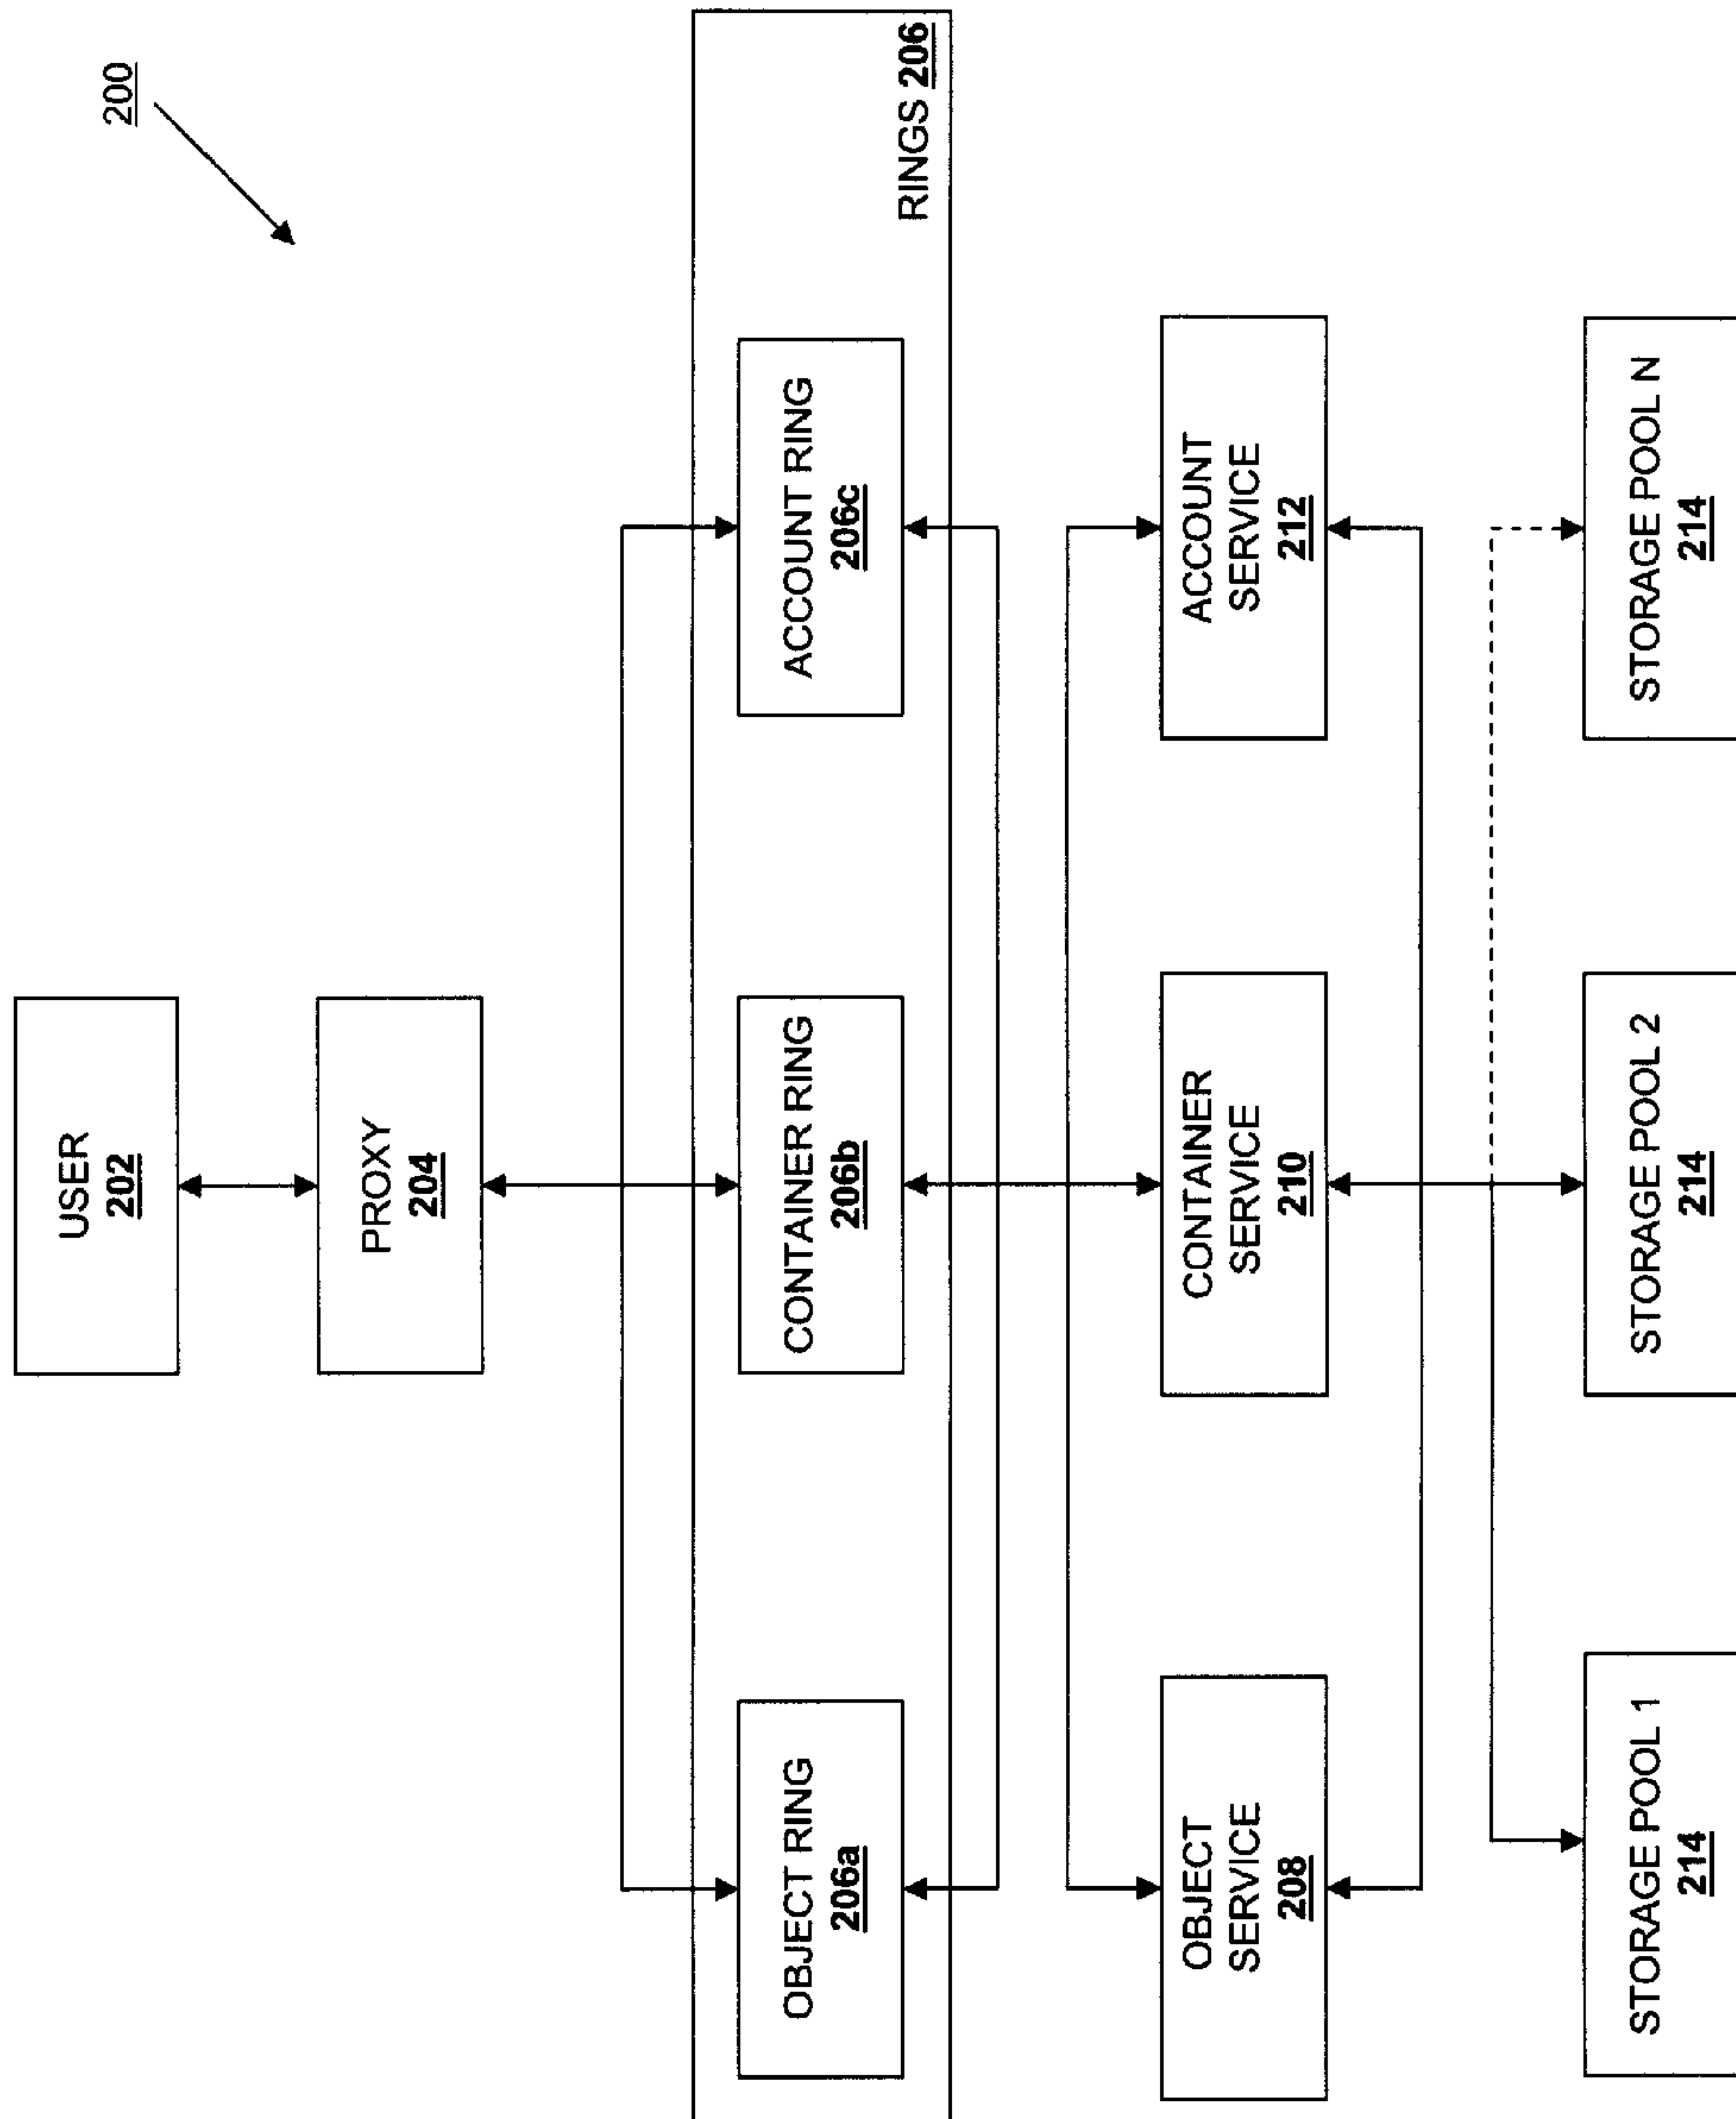 200
USER
202
PROXY
204
RINGS 206
OBJECT RING
206a
CONTAINER RING
206b
ACCOUNT RING
206c
OBJECT
SERVICE
208
CONTAINER
SERVICE
210
ACCOUNT
SERVICE
212
STORAGE POOL 1
214
STORAGE POOL 2
214
STORAGE POOL N
214